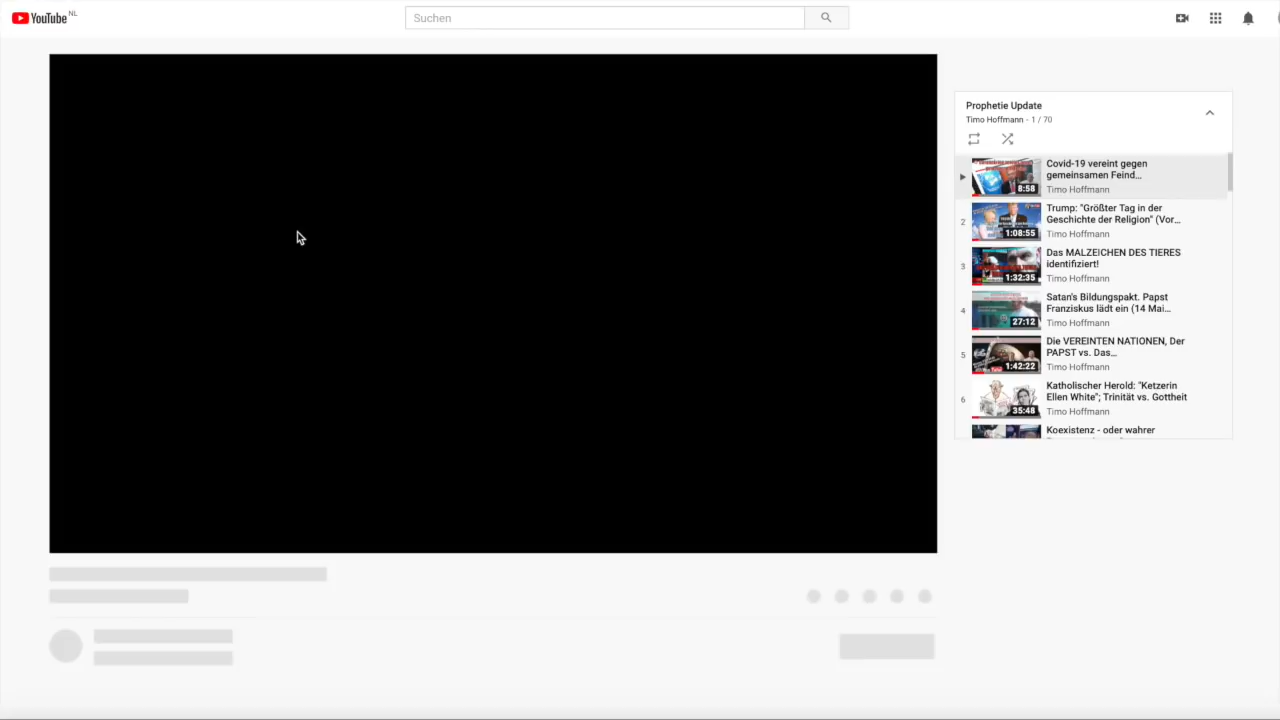 YouTube NL
Suchen
Prophetie Update
Timo Hoffmann - 1 / 70
Covid-19 vereint gegen
gemeinsamen Feind...
8:58
Timo Hoffmann
2
Trump: "Größter Tag in der
Geschichte der Religion" (Vor...
1:08:55
Timo Hoffmann
3
Das MALZEICHEN DES TIERES
identifiziert!
1:32:35
Timo Hoffmann
4
Satan's Bildungspakt. Papst
Franziskus lädt ein (14 Mai...
27:12
Timo Hoffmann
5
Die VEREINTEN NATIONEN, Der
PAPST vs. Das...
1:42:22
Timo Hoffmann
6
Katholischer Herold: "Ketzerin
Ellen White"; Trinität vs. Gottheit
35:48
Timo Hoffmann
Koexistenz - oder wahrer